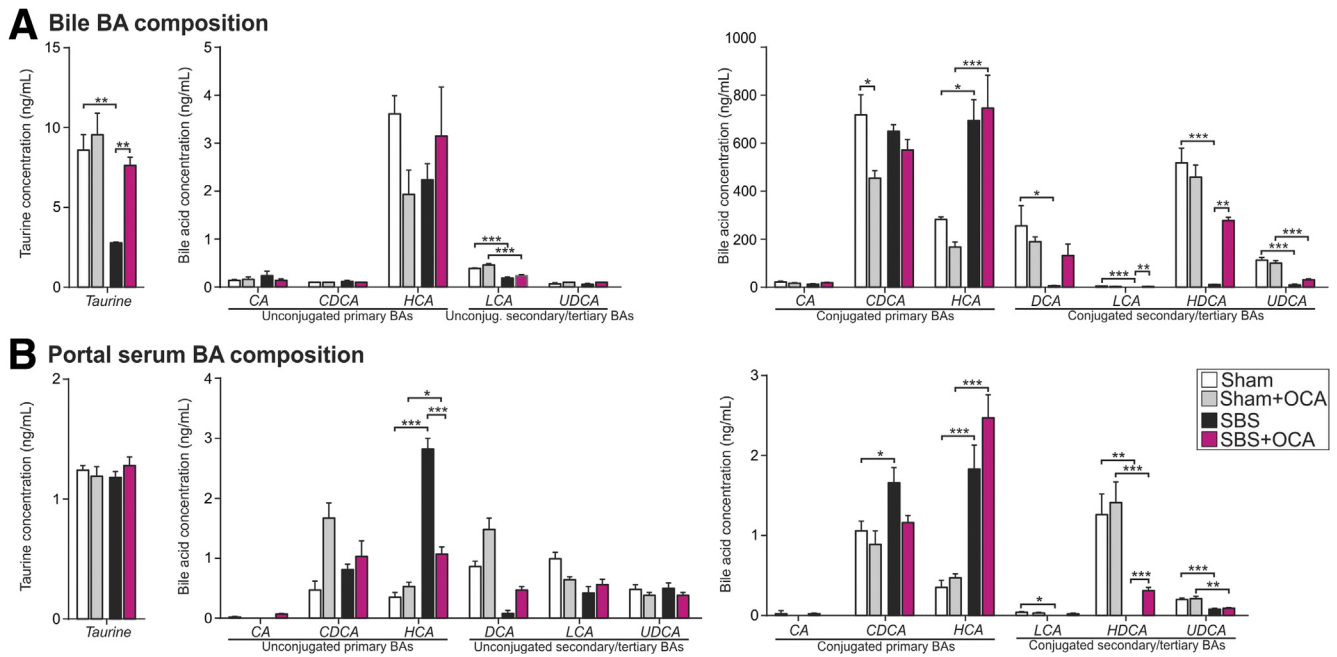 A Bile BA composition
Taurine concentration (ng/mL)
15
10
5
0
**
**
Taurine
Bile acid concentration (ng/mL)
5
4
3
2
1
0
***
***
CA CDCA HCA LCA UDCA
Unconjugated primary BAs Unconjug. secondary/tertiary BAs
Bile acid concentration (ng/mL)
1000
800
600
400
200
0
*
*
***
*
***
**
***
**
***
***
CA CDCA HCA DCA LCA HDCA UDCA
Conjugated primary BAs Conjugated secondary/tertiary BAs
B Portal serum BA composition
Taurine concentration (ng/mL)
2
1
0
Taurine
Bile acid concentration (ng/mL)
4
3
2
1
0
*
***
***
CA CDCA HCA DCA LCA UDCA
Unconjugated primary BAs Unconjugated secondary/tertiary BAs
Bile acid concentration (ng/mL)
3
2
1
0
*
***
***
*
**
***
***
***
**
CA CDCA HCA LCA HDCA UDCA
Conjugated primary BAs Conjugated secondary/tertiary BAs
Sham
Sham+OCA
SBS
SBS+OCA